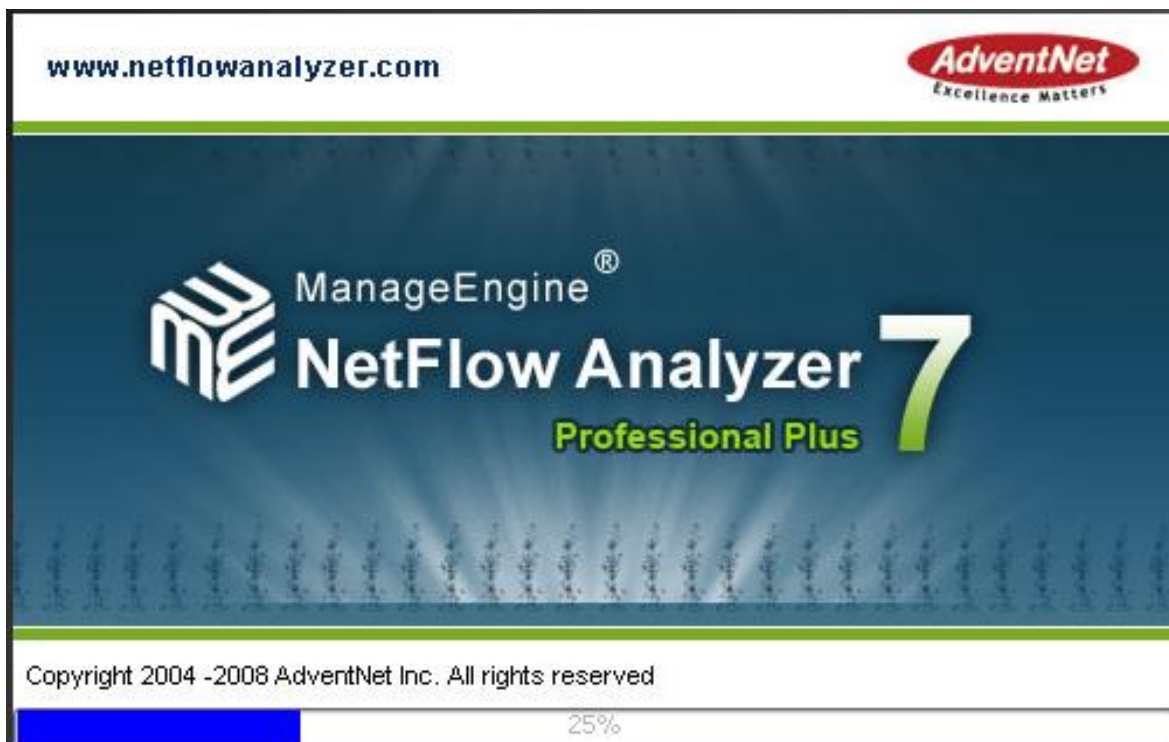 www.netflowanalyzer.com
AdventNet
Excellence Matters
ManageEngine®
NetFlow Analyzer 7
Professional Plus
Copyright 2004 -2008 AdventNet Inc. All rights reserved
25%